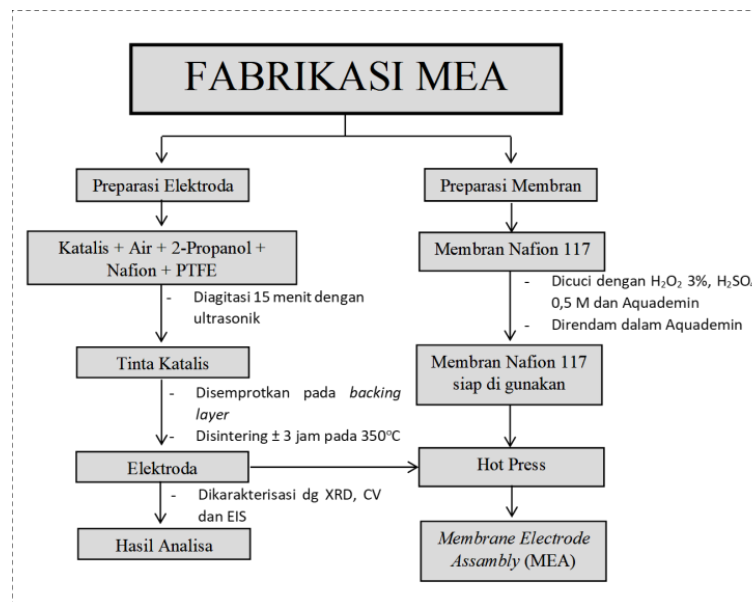 FABRIKASI MEA
Preparasi Elektroda
Katalis + Air + 2-Propanol +
Nafion + PTFE
- Diagitasi 15 menit dengan
ultrasonik
Tinta Katalis
- Disemprotkan pada backing
layer
- Disintering ± 3 jam pada 350°C
Elektroda
- Dikarakterisasi dg XRD, CV
dan EIS
Hasil Analisa
Preparasi Membran
Membran Nafion 117
- Dicuci dengan H₂O₂ 3%, H₂SO
0,5 M dan Aquademin
- Direndam dalam Aquademin
Membran Nafion 117
siap di gunakan
Hot Press
Membrane Electrode
Assambly (MEA)